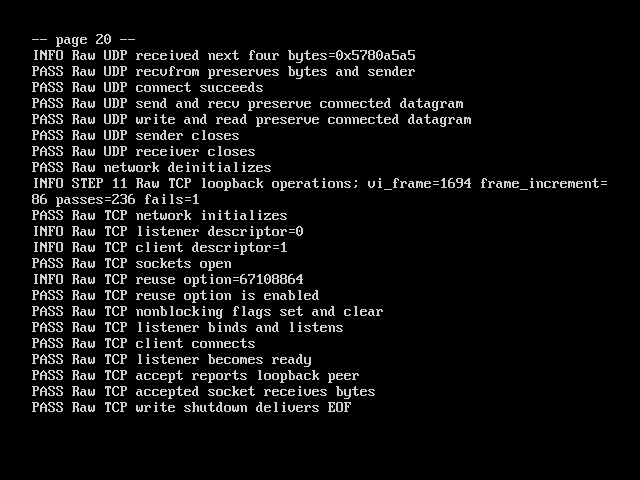 -- page 20 --
INFO Raw UDP received next four bytes=0x5780a5a5
PASS Raw UDP recvfrom preserves bytes and sender
PASS Raw UDP connect succeeds
PASS Raw UDP send and recv preserve connected datagram
PASS Raw UDP write and read preserve connected datagram
PASS Raw UDP sender closes
PASS Raw UDP receiver closes
PASS Raw network deinitializes
INFO STEP 11 Raw TCP loopback operations; vi_frame=1694 frame_increment=
86 passes=236 fails=1
PASS Raw TCP network initializes
INFO Raw TCP listener descriptor=0
INFO Raw TCP client descriptor=1
PASS Raw TCP sockets open
INFO Raw TCP reuse option=67108864
PASS Raw TCP reuse option is enabled
PASS Raw TCP nonblocking flags set and clear
PASS Raw TCP listener binds and listens
PASS Raw TCP client connects
PASS Raw TCP listener becomes ready
PASS Raw TCP accept reports loopback peer
PASS Raw TCP accepted socket receives bytes
PASS Raw TCP write shutdown delivers EOF